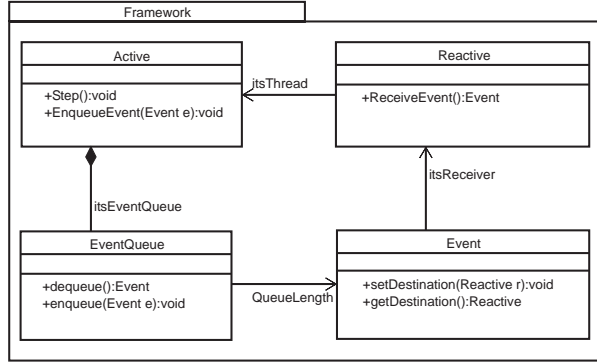 Framework
Active
+Step():void
+EnqueueEvent(Event e):void
itsThread
Reactive
+ReceiveEvent():Event
itsEventQueue
itsReceiver
EventQueue
+dequeue():Event
+enqueue(Event e):void
QueueLength
Event
+setDestination(Reactive r):void
+getDestination():Reactive